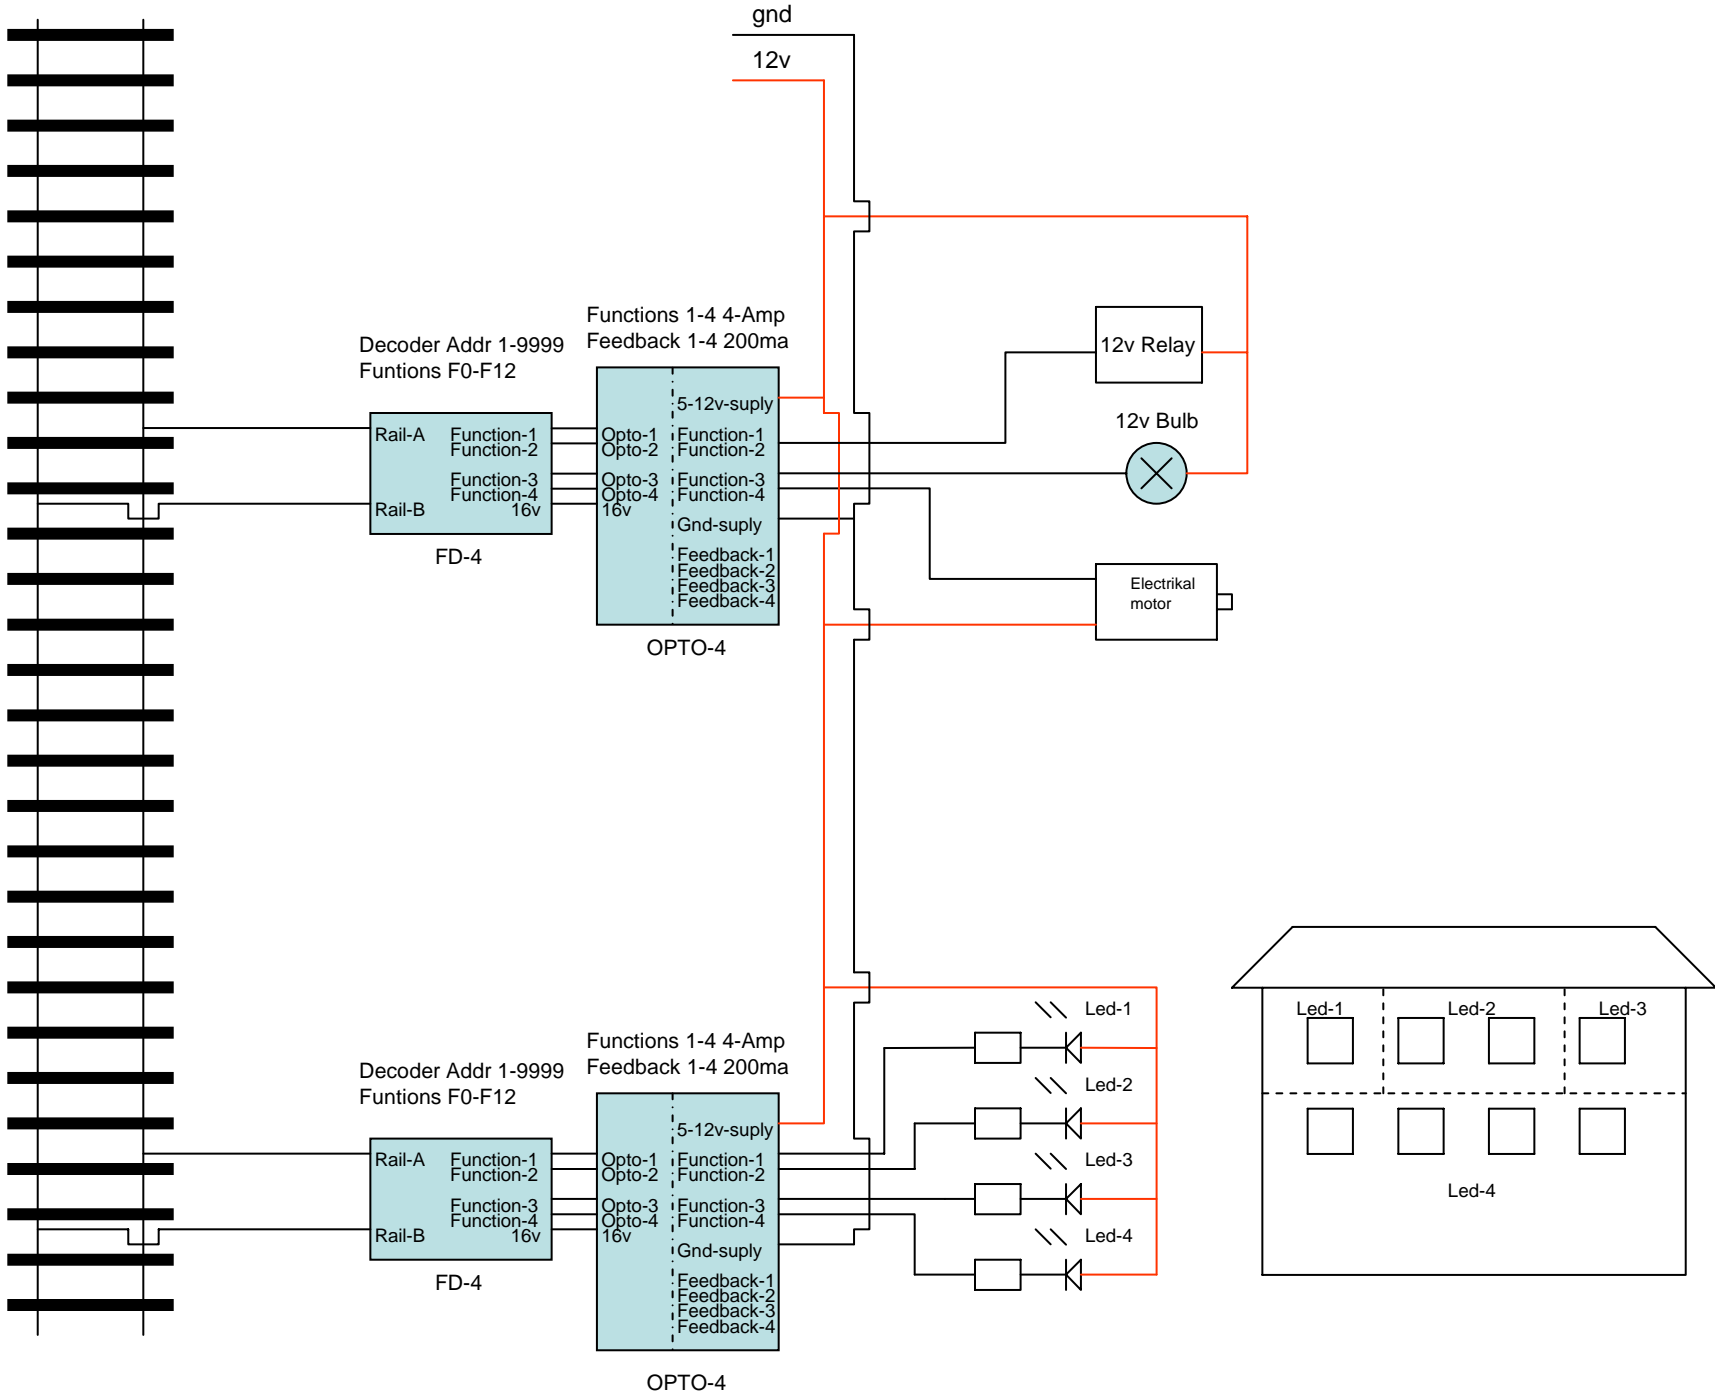 gnd
12v
Functions 1-4 4-Amp
Feedback 1-4 200ma
Decoder Addr 1-9999
Funtions F0-F12
Rail-A
Function-1
Function-2
Function-3
Function-4
Rail-B
16v
FD-4
Opto-1
Opto-2
Opto-3
Opto-4
16v
5-12v-suply
Function-1
Function-2
Function-3
Function-4
Gnd-suply
Feedback-1
Feedback-2
Feedback-3
Feedback-4
OPTO-4
12v Relay
12v Bulb
Electrikal
motor
Functions 1-4 4-Amp
Feedback 1-4 200ma
Decoder Addr 1-9999
Funtions F0-F12
Rail-A
Function-1
Function-2
Function-3
Function-4
Rail-B
16v
FD-4
Opto-1
Opto-2
Opto-3
Opto-4
16v
5-12v-suply
Function-1
Function-2
Function-3
Function-4
Gnd-suply
Feedback-1
Feedback-2
Feedback-3
Feedback-4
OPTO-4
Led-1
Led-2
Led-3
Led-4
Led-1
Led-2
Led-3
Led-4